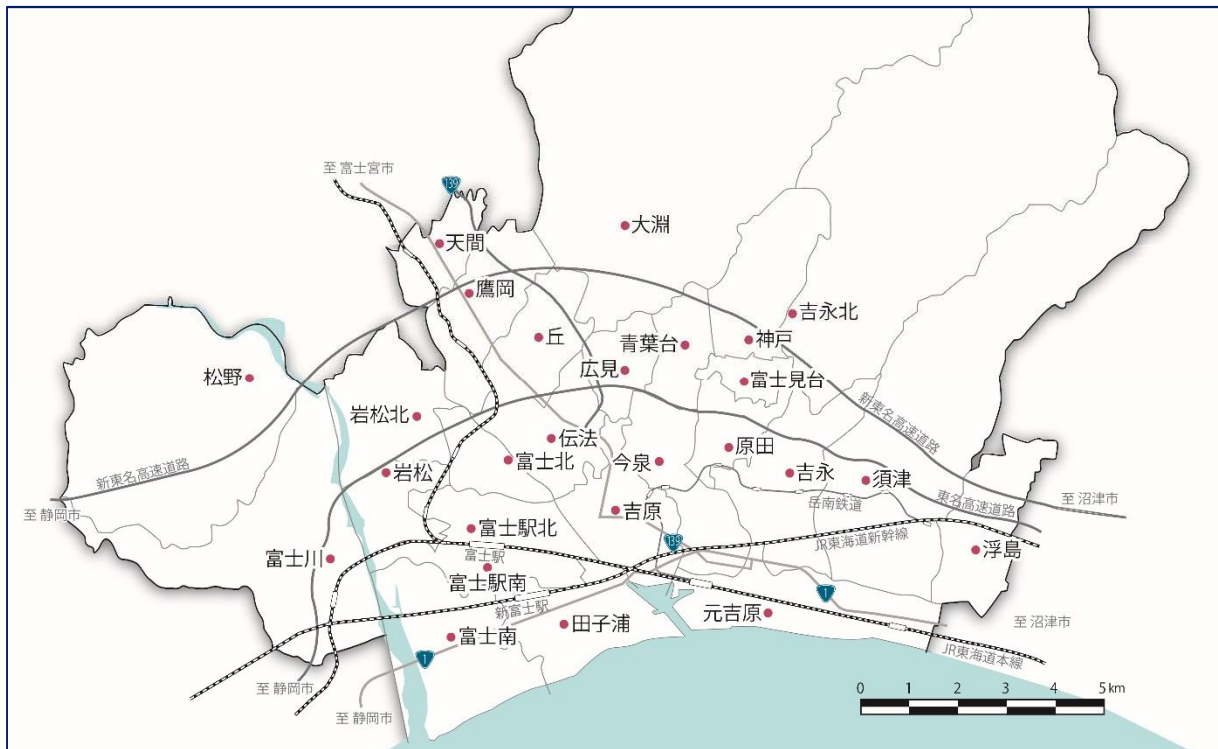 至 富士宮市
139
大淵
天間
鷹岡
吉永北
丘
青葉台
神戸
広見
富士見台
松野
岩松北
新東名高速道路
伝法
原田
富士北
今泉
岩松
吉永
須津
新東名高速道路
岳南鉄道
東名高速道路
至 沼津市
至 静岡市
吉原
富士駅北
139
JR東海道新幹線
富士駅
浮島
富士川
富士駅南
1
新富士駅
元吉原
田子浦
至 沼津市
富士南
JR東海道本線
1
至 静岡市
至 静岡市
0 1 2 3 4 5km